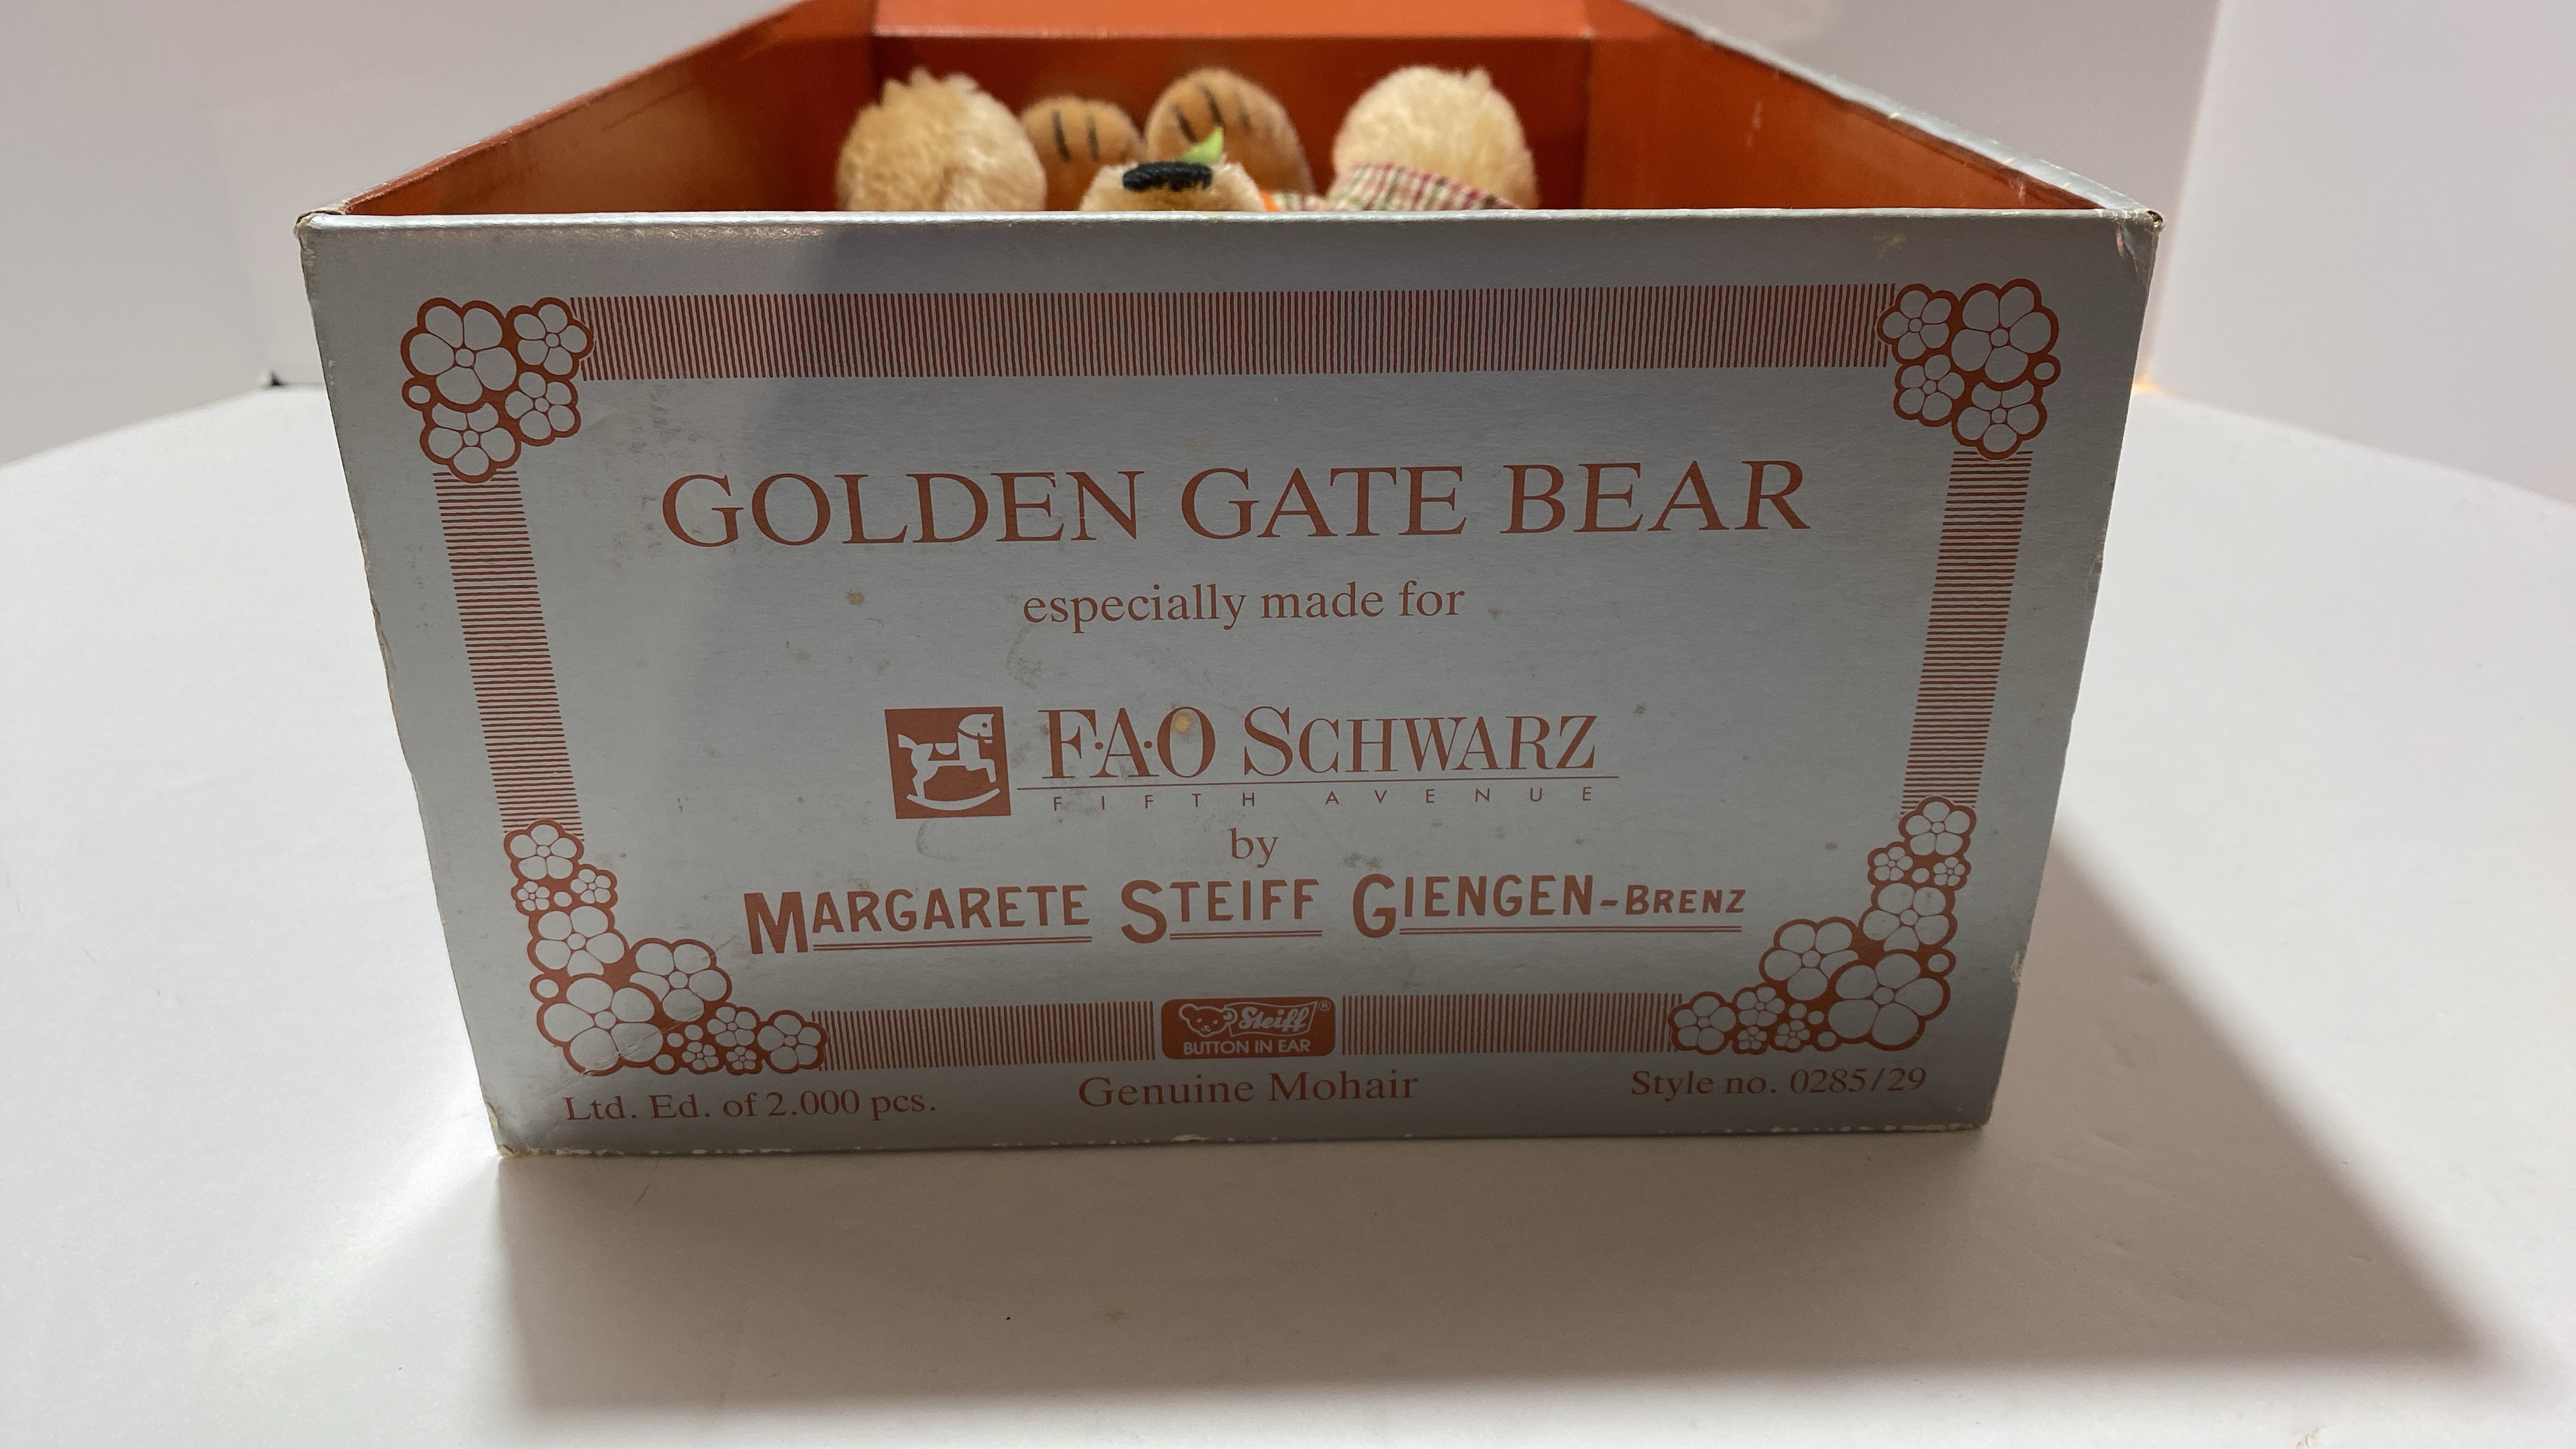 GOLDEN GATE BEAR
especially made for
F·A·O SCHWARZ
FIFTH AVENUE
by
MARGARETE STEIFF GIENGEN-BRENZ
Steiff®
BUTTON IN EAR
Ltd. Ed. of 2.000 pcs.
Genuine Mohair
Style no. 0285/29